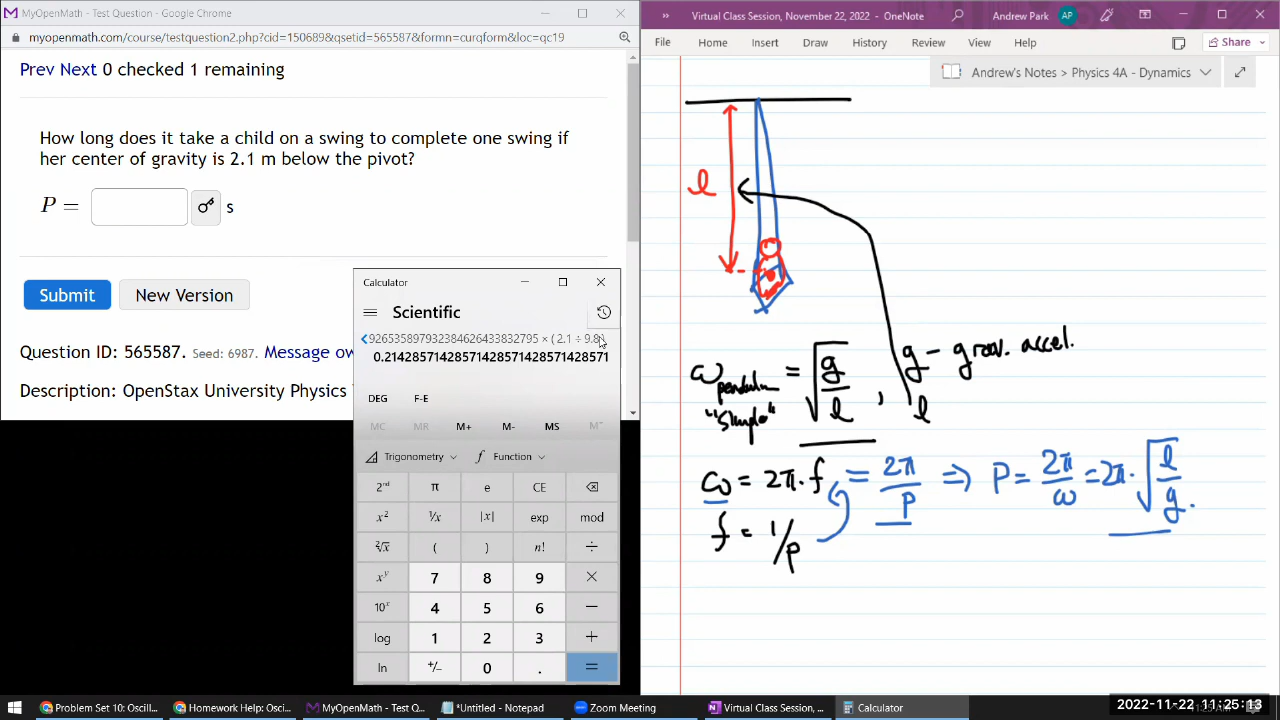 MyOpenMath - Test Question - Google Chrome
myopenmath.com/course/testquestion2.php?cid=150689&qsetid=565587&formn=curqform&loc=qc19
Prev Next 0 checked 1 remaining
How long does it take a child on a swing to complete one swing if
her center of gravity is 2.1 m below the pivot?
P =
s
Submit
New Version
Question ID: 565587. Seed: 6987. Message ow
Description: OpenStax University Physics
Calculator
Scientific
926535897932384626433832795 × ( 2.1 ÷ 9.8)
0.21428571428571428571428571428571
DEG
F-E
MC MR M+ M- MS M˅
Trigonometry
Function
2ⁿᵈ π e CE
x² ¹/x |x| exp mod
²√x ( ) n! ÷
xʸ 7 8 9 ×
10ˣ 4 5 6 −
log 1 2 3 +
ln +/− 0 . =
Virtual Class Session, November 22, 2022 - OneNote
Andrew Park AP
File Home Insert Draw History Review View Help
Share
Andrew's Notes > Physics 4A - Dynamics
l
ω pendulum "simple" = √(g/l) , g - grav. accel.
l
ω = 2π·f = 2π/P ⇒ P = 2π/ω = 2π·√(l/g).
f = 1/P
Problem Set 10: Oscill...
Homework Help: Osci...
MyOpenMath - Test Q...
*Untitled - Notepad
Zoom Meeting
Virtual Class Session, ...
Calculator
2022-11-22 11:25:13